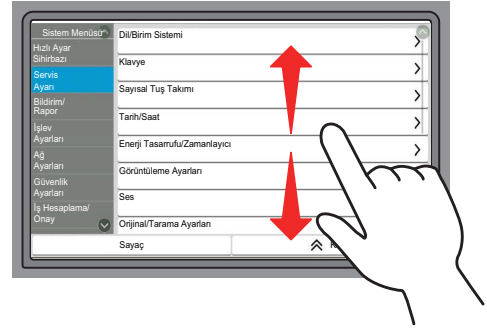 Sistem Menüsü
Hızlı Ayar
Sihirbazı
Servis
Ayarı
Bildirim/
Rapor
İşlev
Ayarları
Ağ
Ayarları
Güvenlik
Ayarları
İş Hesaplama/
Onay
Dil/Birim Sistemi
Klavye
Sayısal Tuş Takımı
Tarih/Saat
Enerji Tasarrufu/Zamanlayıcı
Görüntüleme Ayarları
Ses
Orijinal/Tarama Ayarları
Sayaç